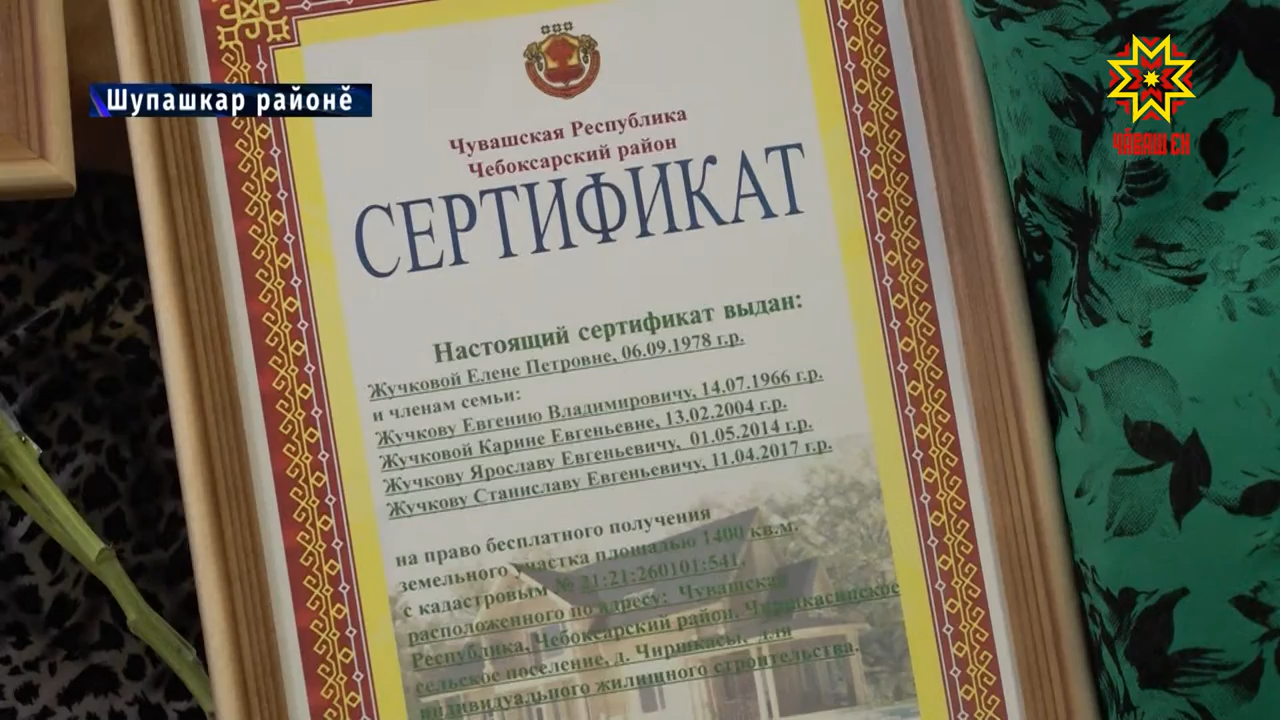 Шупашкар районӗ
ЧӐВАШ ЕН
Чувашская Республика
Чебоксарский район
СЕРТИФИКАТ
Настоящий сертификат выдан:
Жучковой Елене Петровне, 06.09.1978 г.р.
и членам семьи:
Жучкову Евгению Владимировичу, 14.07.1966 г.р.
Жучковой Карине Евгеньевне, 13.02.2004 г.р.
Жучкову Ярославу Евгеньевичу, 01.05.2014 г.р.
Жучкову Станиславу Евгеньевичу, 11.04.2017 г.р.
на право бесплатного получения
земельного участка площадью 1400 кв.м.
с кадастровым № 21:21:260101:541,
расположенного по адресу: Чувашская
Республика, Чебоксарский район, Чиршкасинское
сельское поселение, д. Чиршкасы, для
индивидуального жилищного строительства.